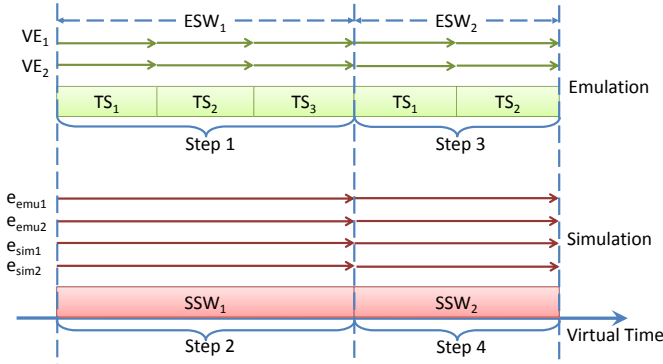 ESW1 ESW2
VE1
VE2
Emulation
TS1 TS2 TS3 TS1 TS2
Step 1 Step 3
eemu1
eemu2
Simulation
esim1
esim2
SSW1 SSW2
Virtual Time
Step 2 Step 4